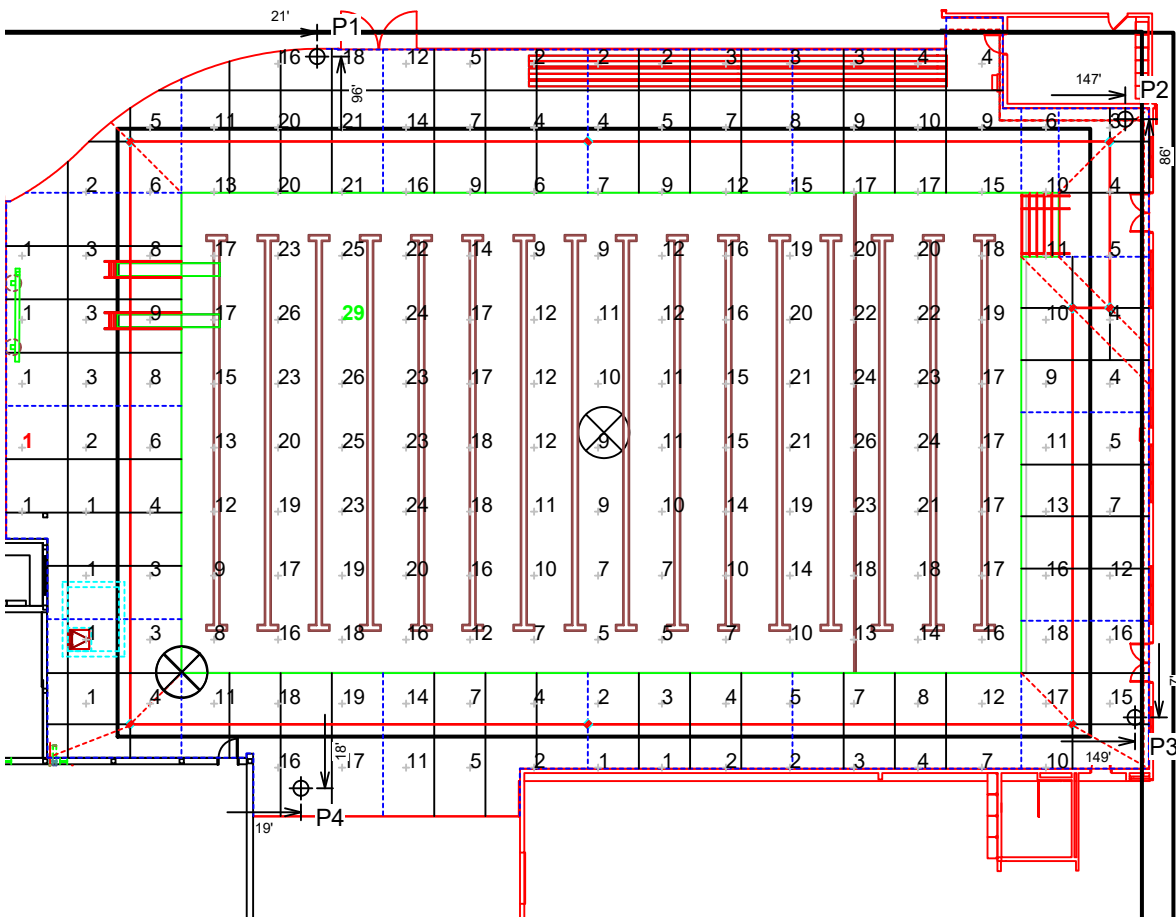 21' P1
16 18 12 5 2 2 2 3 3 3 4 4
96' 147' P2
5 11 20 21 14 7 4 4 5 7 8 9 10 9 6 3
86'
2 6 13 20 21 16 9 6 7 9 12 15 17 17 15 10 4
1 3 8 17 23 25 22 14 9 9 12 16 19 20 20 18 11 5
1 3 9 17 26 29 24 17 12 11 12 16 20 22 22 19 10 4
1 3 8 15 23 26 23 17 12 10 11 15 21 24 23 17 9 4
1 2 6 13 20 25 23 18 12 9 11 15 21 26 24 17 11 5
1 1 4 12 19 23 24 18 11 9 10 14 19 23 21 17 13 7
1 3 9 17 19 20 16 10 7 7 10 14 18 18 17 16 12
1 3 8 16 18 16 12 7 5 5 7 10 13 14 16 18 16
1 4 11 18 19 14 7 4 2 3 4 5 7 8 12 17 15
16 17 11 5 2 1 1 2 2 3 4 7 10
18' 149' P3
19' P4